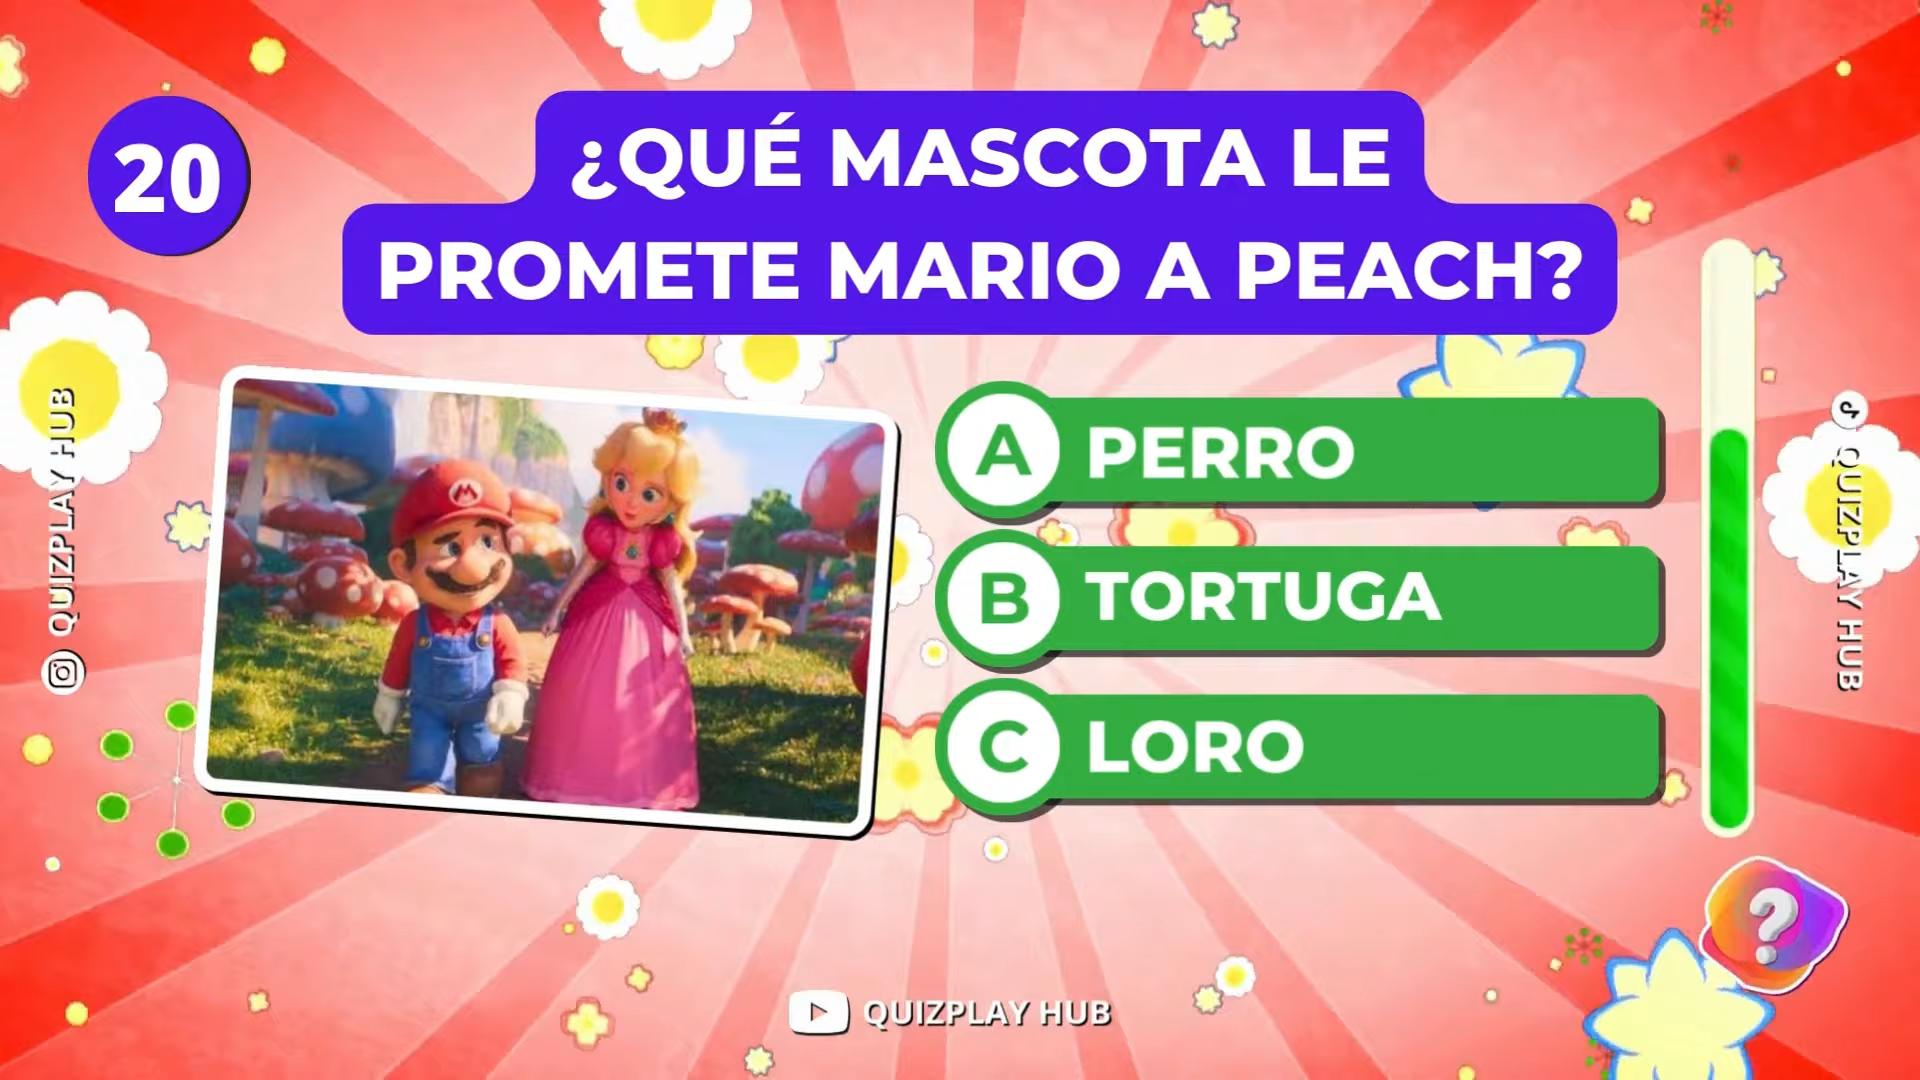 20
¿QUÉ MASCOTA LE
PROMETE MARIO A PEACH?
A PERRO
B TORTUGA
C LORO
QUIZPLAY HUB
QUIZPLAY HUB
?
QUIZPLAY HUB